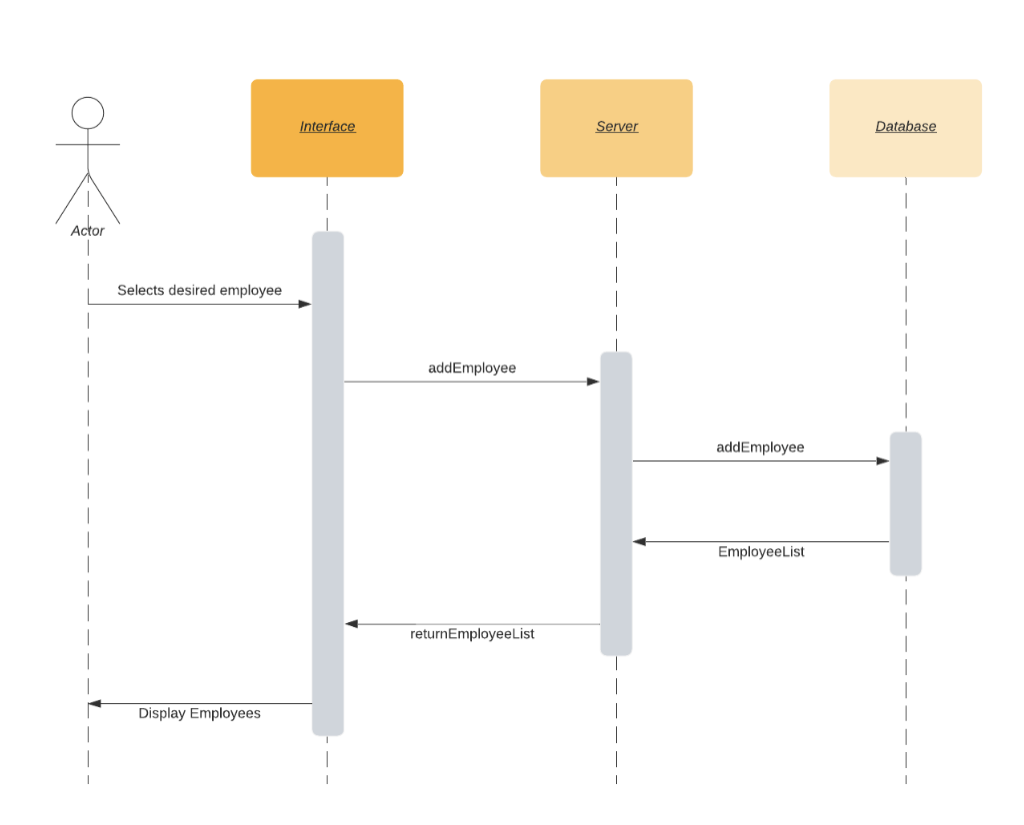 Interface
Server
Database
Actor
Selects desired employee
addEmployee
addEmployee
EmployeeList
returnEmployeeList
Display Employees